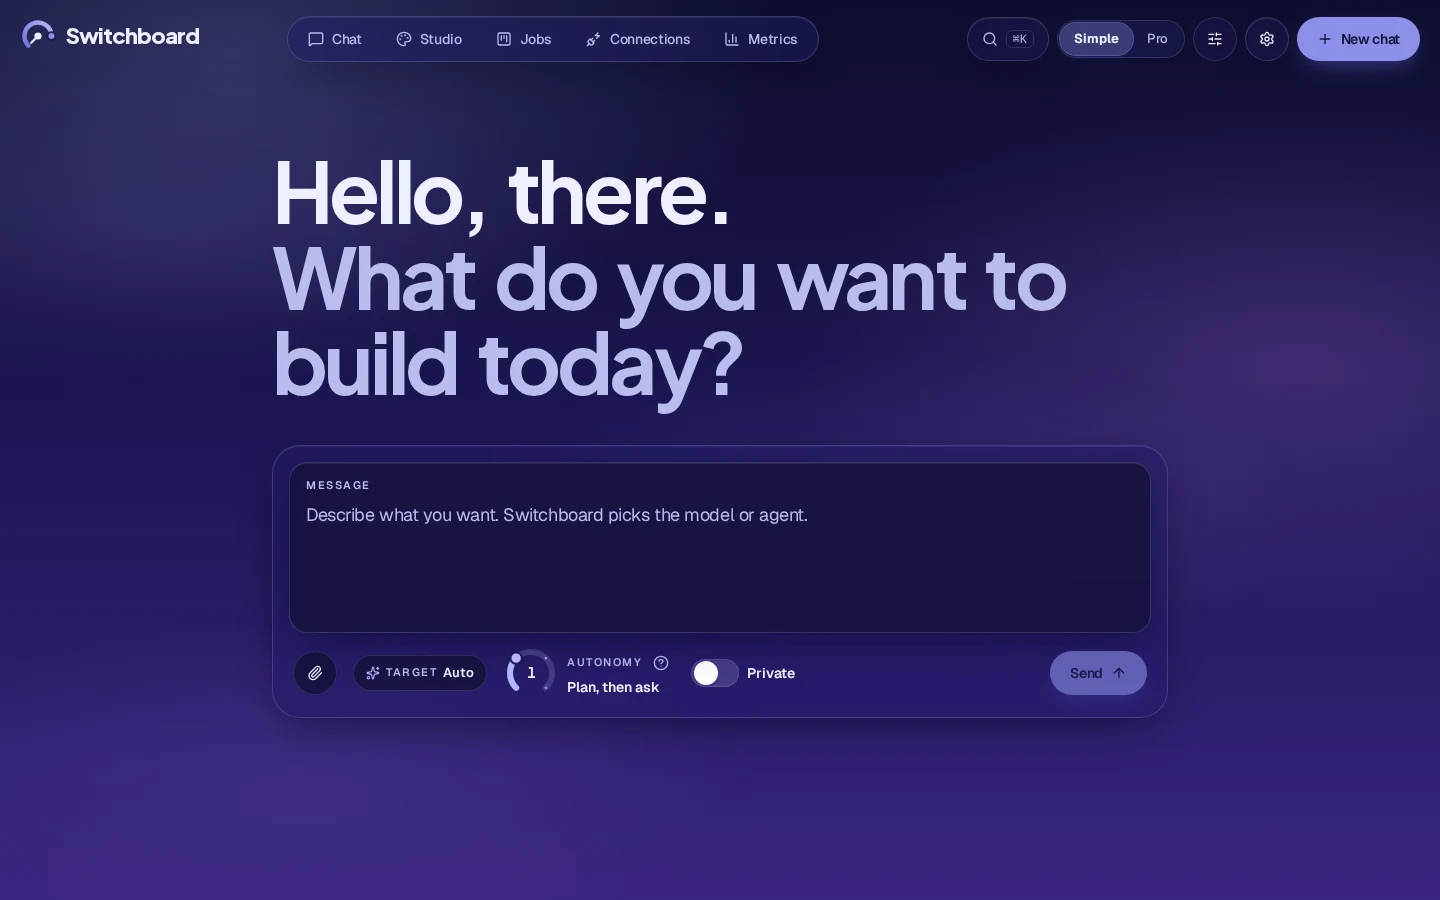 Switchboard
Chat
Studio
Jobs
Connections
Metrics
⌘K
Simple
Pro
New chat
Hello, there.
What do you want to
build today?
MESSAGE
Describe what you want. Switchboard picks the model or agent.
TARGET Auto
1
AUTONOMY
Plan, then ask
Private
Send